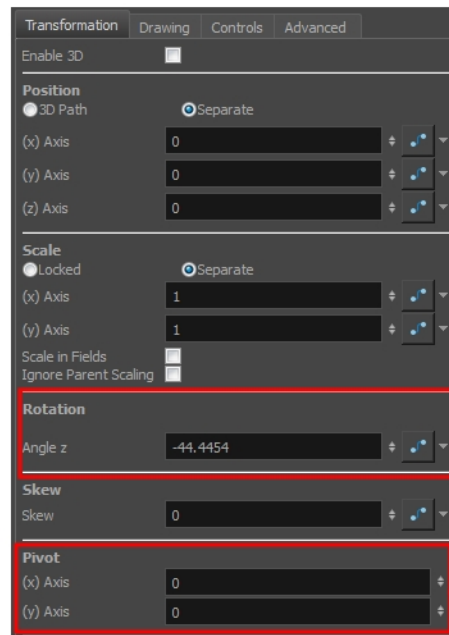 Transformation Drawing Controls Advanced
Enable 3D
Position
3D Path Separate
(x) Axis 0
(y) Axis 0
(z) Axis 0
Scale
Locked Separate
(x) Axis 1
(y) Axis 1
Scale in Fields
Ignore Parent Scaling
Rotation
Angle z -44.4454
Skew
Skew 0
Pivot
(x) Axis 0
(y) Axis 0